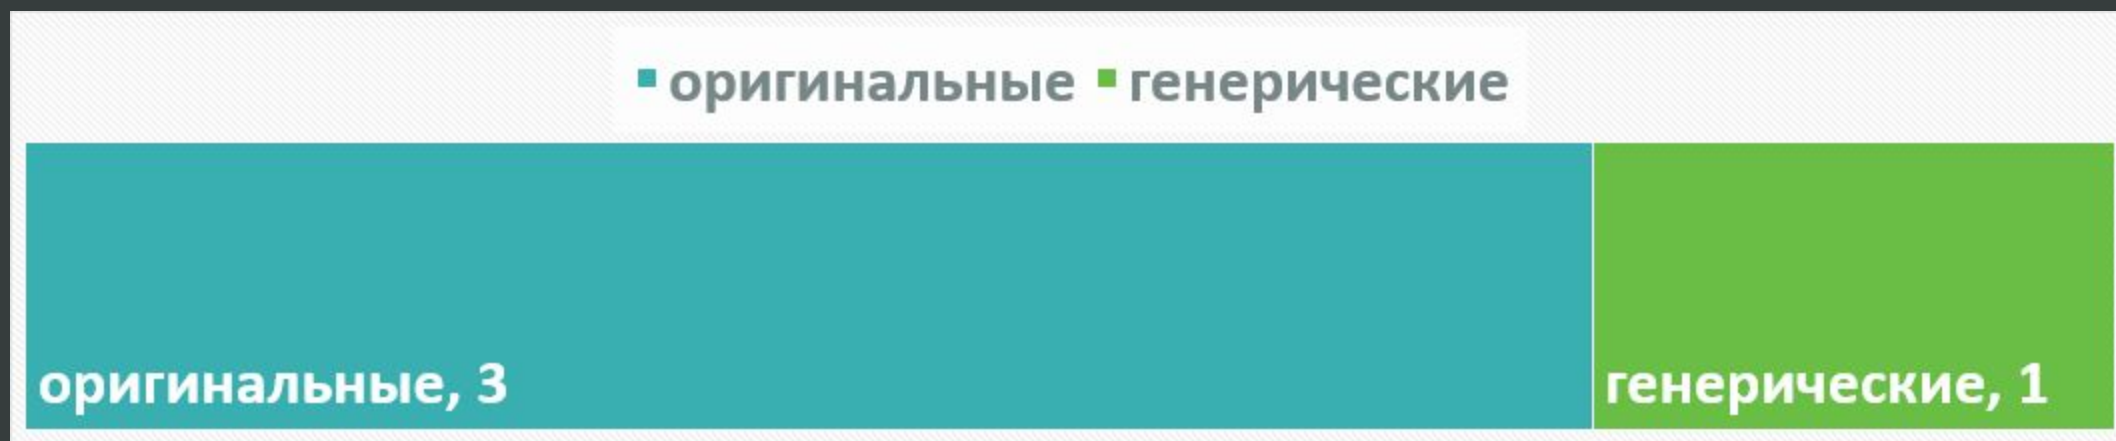 оригинальные генерические
оригинальные, 3
генерические, 1